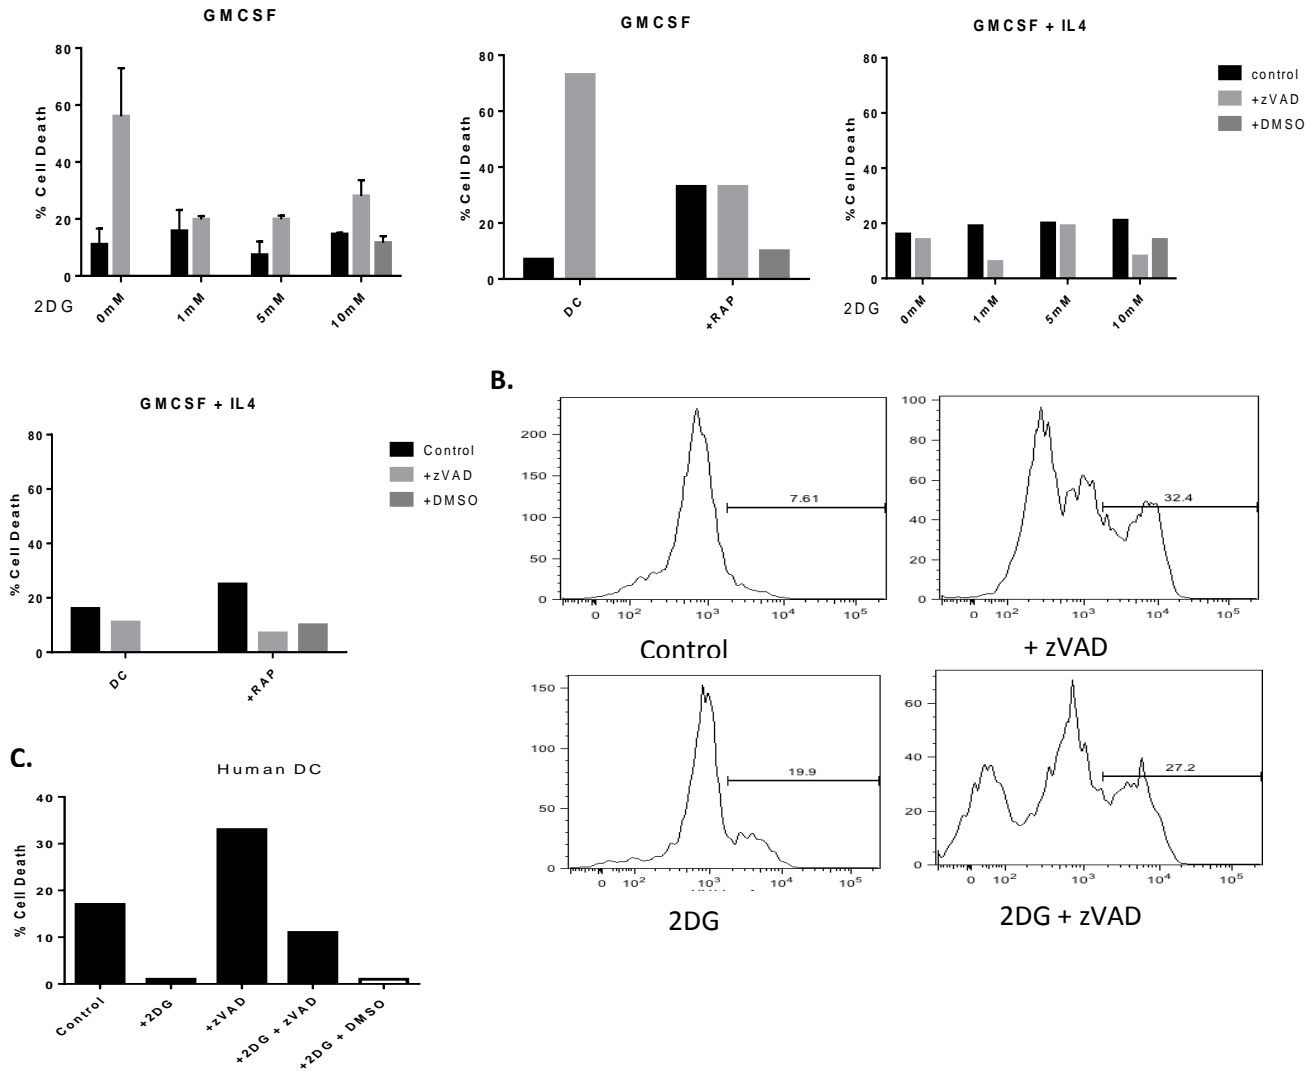 GMCSF
% Cell Death
80
60
40
20
0
2DG
0mM
1mM
5mM
10mM
GMCSF
%Cell Death
80
60
40
20
0
DC
+RAP
GMCSF + IL4
%Cell Death
80
60
40
20
0
2DG
0mM
1mM
5mM
10mM
control
+zVAD
+DMSO
GMCSF + IL4
%Cell Death
80
60
40
20
0
DC
+RAP
Control
+zVAD
+DMSO
B.
200
150
100
50
0
7.61
0
10²
10³
10⁴
10⁵
Control
100
80
60
40
20
0
32.4
0
10²
10³
10⁴
10⁵
+ zVAD
150
100
50
0
19.9
0
10²
10³
10⁴
10⁵
2DG
60
40
20
0
27.2
0
10²
10³
10⁴
10⁵
2DG + zVAD
C.
Human DC
% Cell Death
40
30
20
10
0
Control
+2DG
+zVAD
+2DG + zVAD
+2DG + DMSO